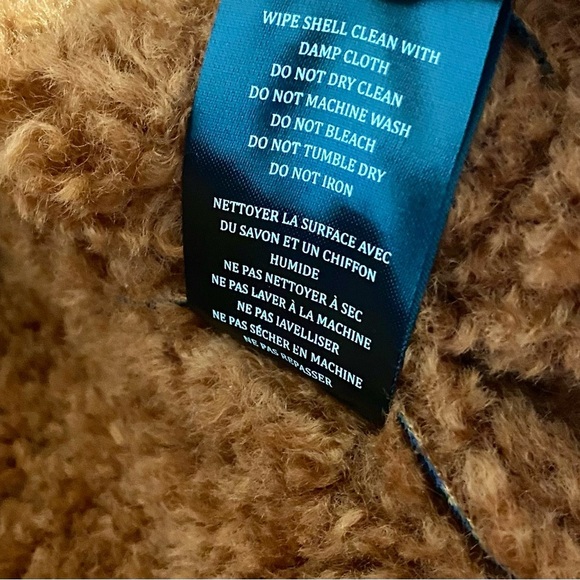 WIPE SHELL CLEAN WITH
DAMP CLOTH
DO NOT DRY CLEAN
DO NOT MACHINE WASH
DO NOT BLEACH
DO NOT TUMBLE DRY
DO NOT IRON
NETTOYER LA SURFACE AVEC
DU SAVON ET UN CHIFFON
HUMIDE
NE PAS NETTOYER À SEC
NE PAS LAVER À LA MACHINE
NE PAS IAVELLISER
NE PAS SÉCHER EN MACHINE
NE PAS REPASSER